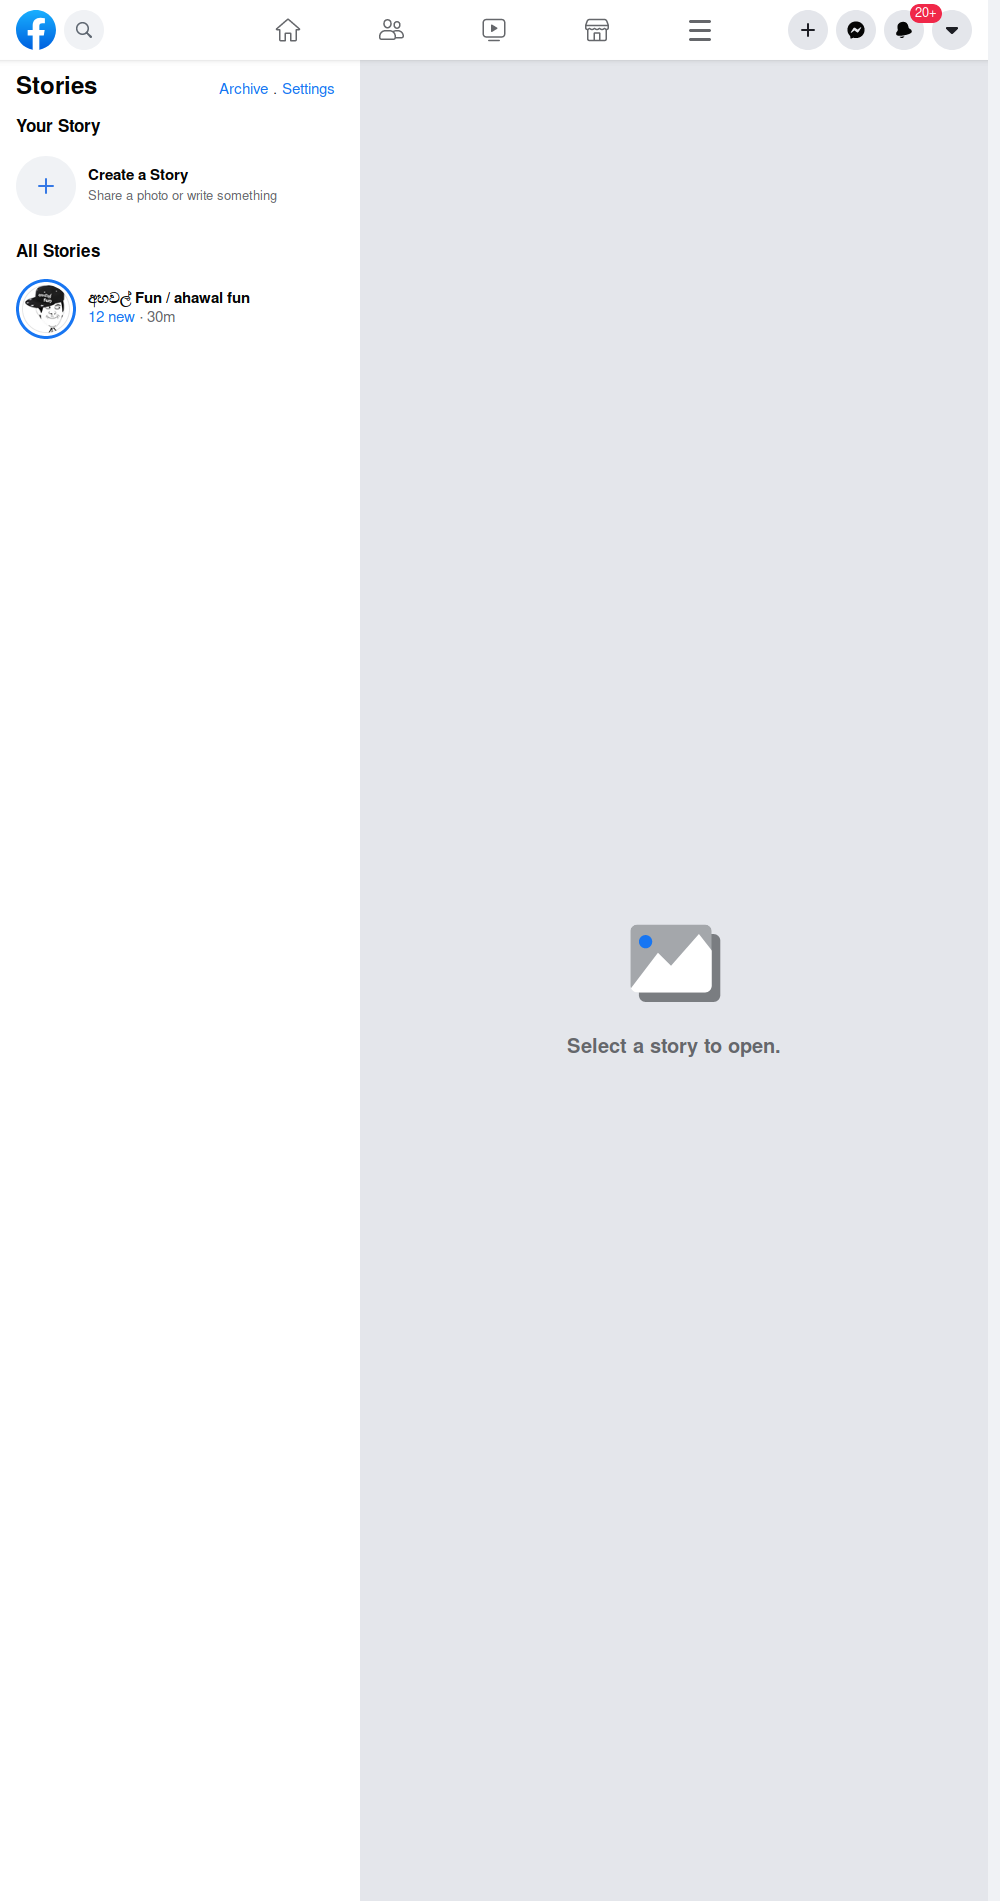 20+
Stories
Archive . Settings
Your Story
Create a Story
Share a photo or write something
All Stories
අහවල් Fun / ahawal fun
12 new · 30m
Select a story to open.